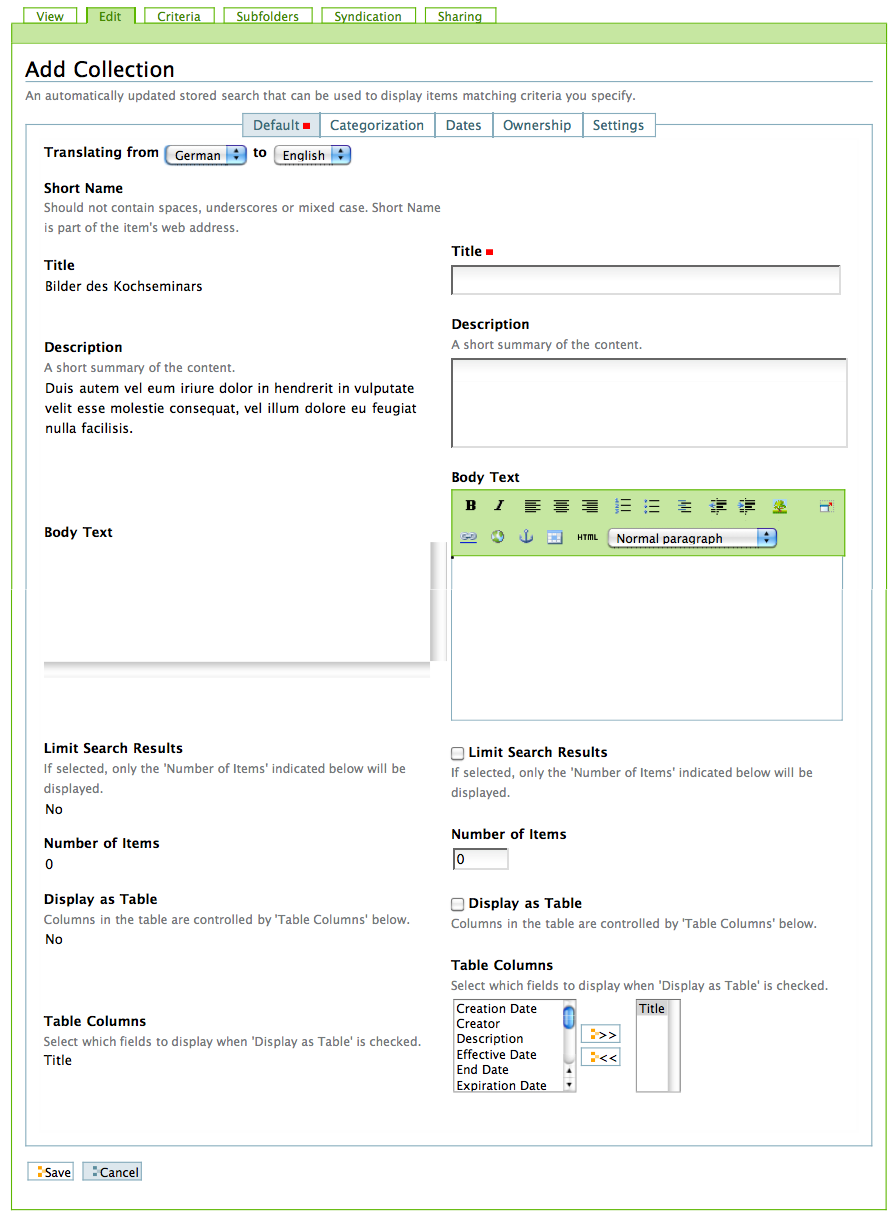 View Edit Criteria Subfolders Syndication Sharing
Add Collection
An automatically updated stored search that can be used to display items matching criteria you specify.
Default Categorization Dates Ownership Settings
Translating from German to English
Short Name
Should not contain spaces, underscores or mixed case. Short Name
is part of the item's web address.
Title
Bilder des Kochseminars
Title
Description
A short summary of the content.
Duis autem vel eum iriure dolor in hendrerit in vulputate
velit esse molestie consequat, vel illum dolore eu feugiat
nulla facilisis.
Description
A short summary of the content.
Body Text
Body Text
B I
HTML Normal paragraph
Limit Search Results
If selected, only the 'Number of Items' indicated below will be
displayed.
No
Limit Search Results
If selected, only the 'Number of Items' indicated below will be
displayed.
Number of Items
0
Number of Items
0
Display as Table
Columns in the table are controlled by 'Table Columns' below.
No
Display as Table
Columns in the table are controlled by 'Table Columns' below.
Table Columns
Select which fields to display when 'Display as Table' is checked.
Title
Table Columns
Select which fields to display when 'Display as Table' is checked.
Creation Date
Creator
Description
Effective Date
End Date
Expiration Date
>>
<<
Title
Save Cancel